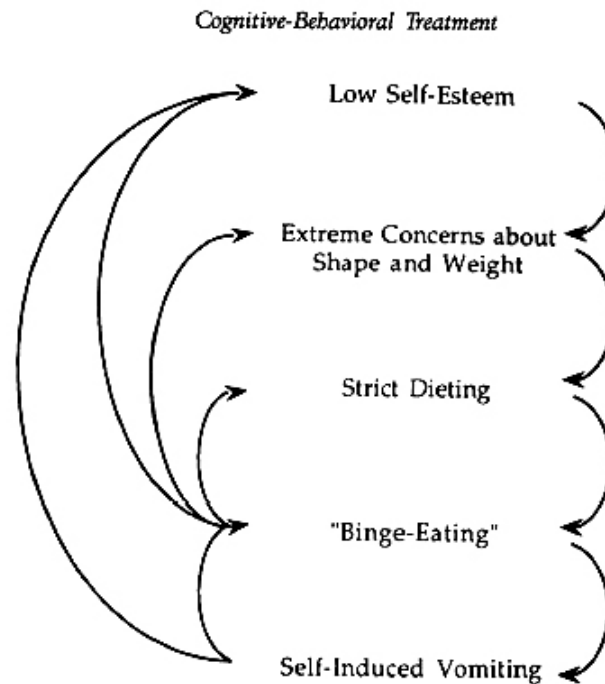 Cognitive-Behavioral Treatment
Low Self-Esteem
Extreme Concerns about
Shape and Weight
Strict Dieting
"Binge-Eating"
Self-Induced Vomiting